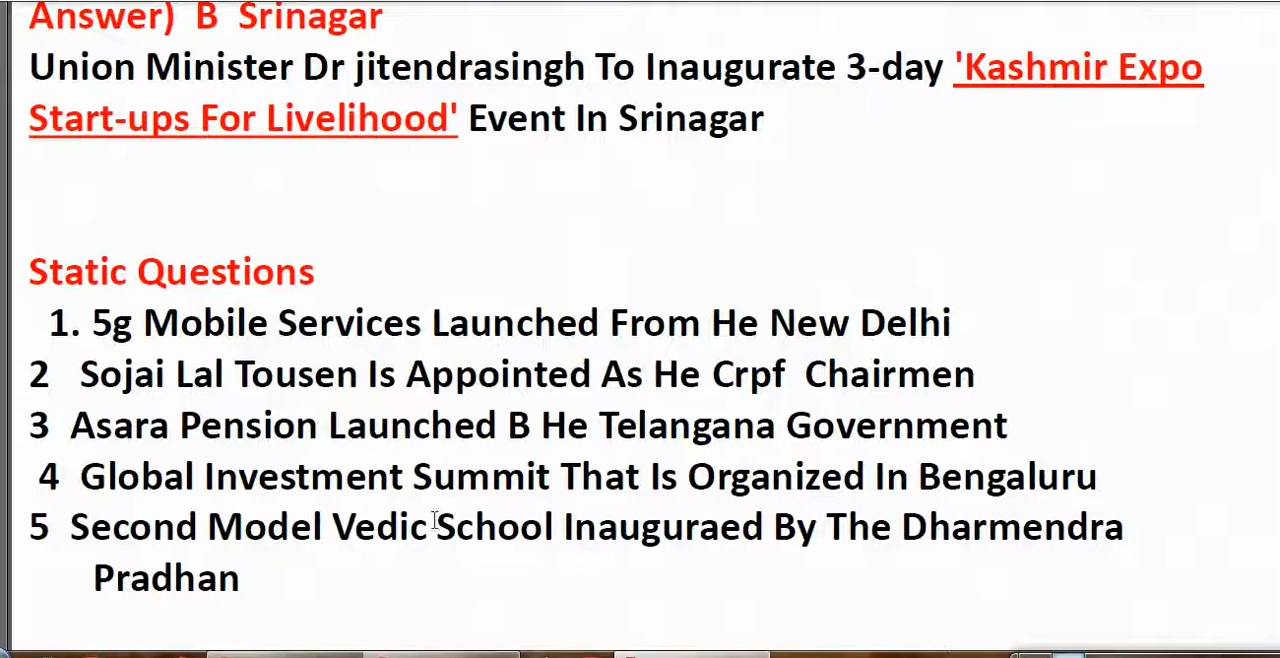 Answer) B Srinagar
Union Minister Dr jitendrasingh To Inaugurate 3-day 'Kashmir Expo
Start-ups For Livelihood' Event In Srinagar
Static Questions
1. 5g Mobile Services Launched From He New Delhi
2 Sojai Lal Tousen Is Appointed As He Crpf Chairmen
3 Asara Pension Launched B He Telangana Government
4 Global Investment Summit That Is Organized In Bengaluru
5 Second Model Vedic School Inauguraed By The Dharmendra
Pradhan